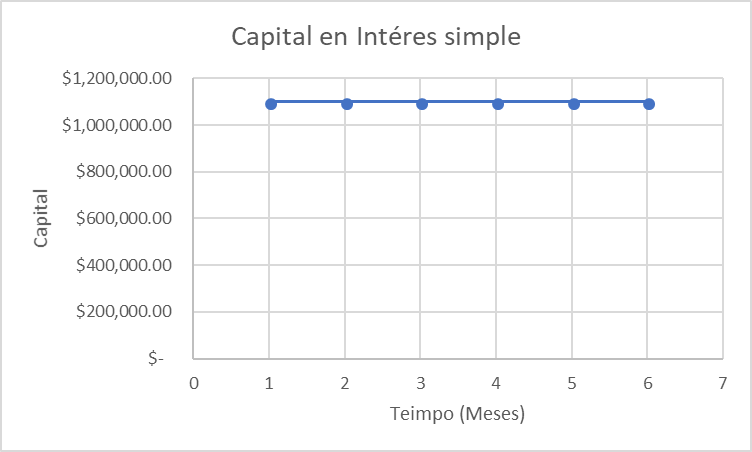 Capital en Intéres simple
$1,200,000.00
$1,000,000.00
$800,000.00
$600,000.00
$400,000.00
$200,000.00
$-
Capital
0 1 2 3 4 5 6 7
Teimpo (Meses)